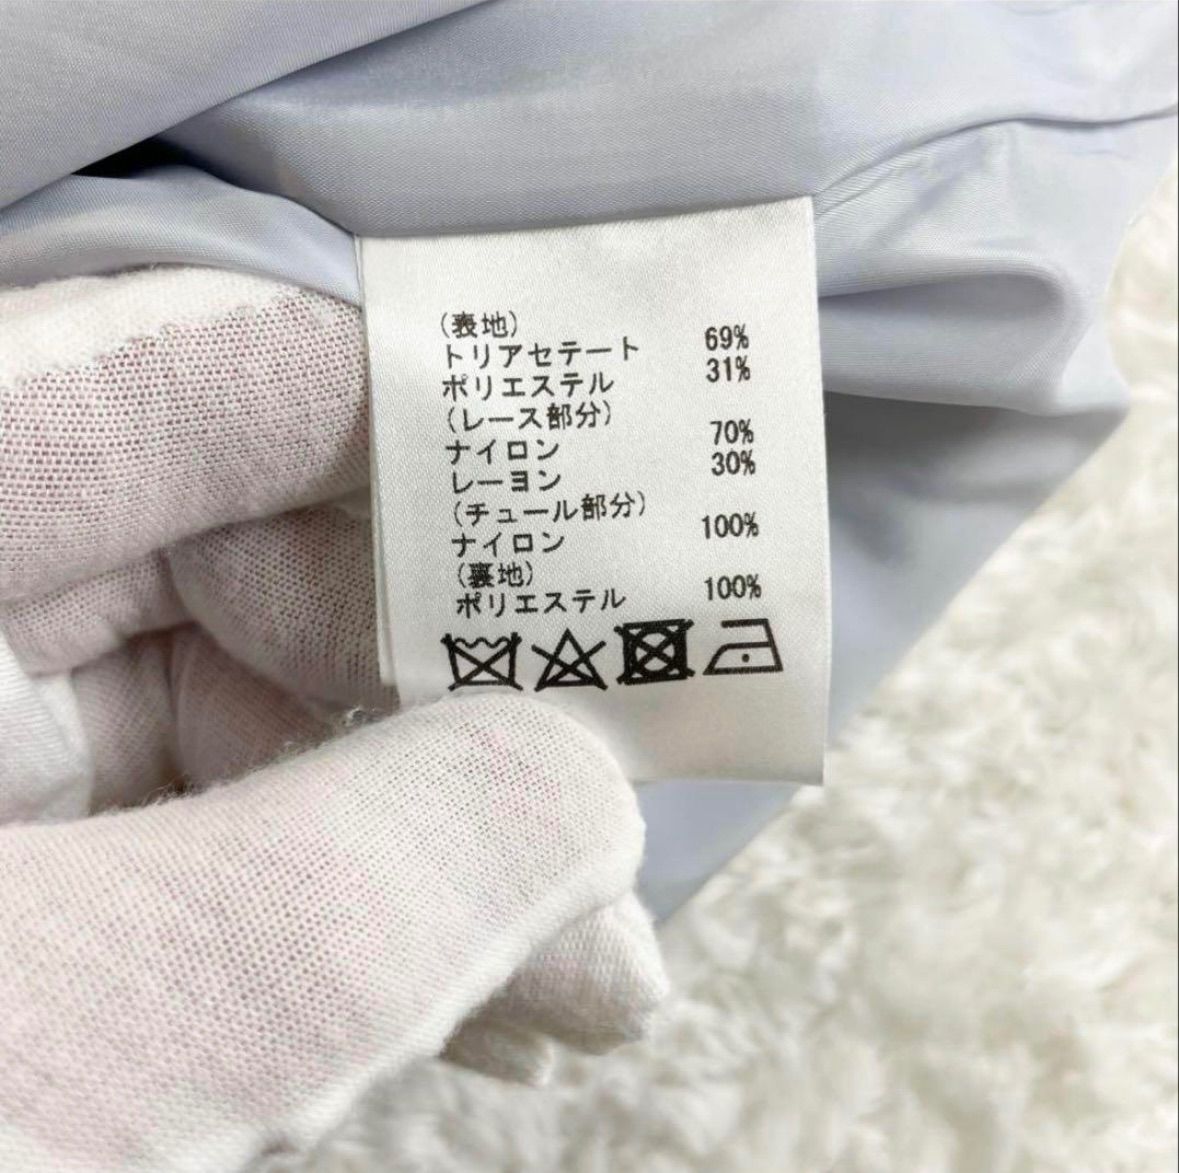 (表地)
トリアセテート 69%
ポリエステル 31%
(レース部分)
ナイロン 70%
レーヨン 30%
(チュール部分)
ナイロン 100%
(裏地)
ポリエステル 100%